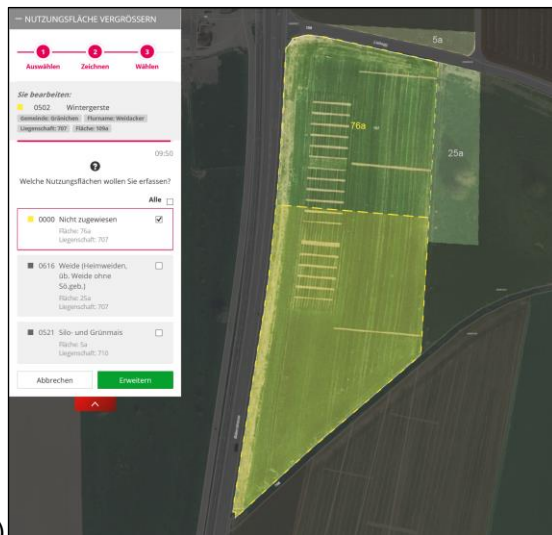 — NUTZUNGSFLÄCHE VERGRÖSSERN
1 2 3
Auswählen Zeichnen Wählen
Sie bearbeiten:
0502 Wintergerste
Gemeinde: Gränichen Flurname: Weidacker
Liegenschaft: 707 Fläche: 109a
09:50
?
Welche Nutzungsflächen wollen Sie erfassen?
Alle
0000 Nicht zugewiesen
Fläche: 76a
Liegenschaft: 707
0616 Weide (Heimweiden,
üb. Weide ohne
Sö.geb.)
Fläche: 25a
Liegenschaft: 707
0521 Silo- und Grünmais
Fläche: 5a
Liegenschaft: 710
Abbrechen Erweitern
5a
76a
25a
)